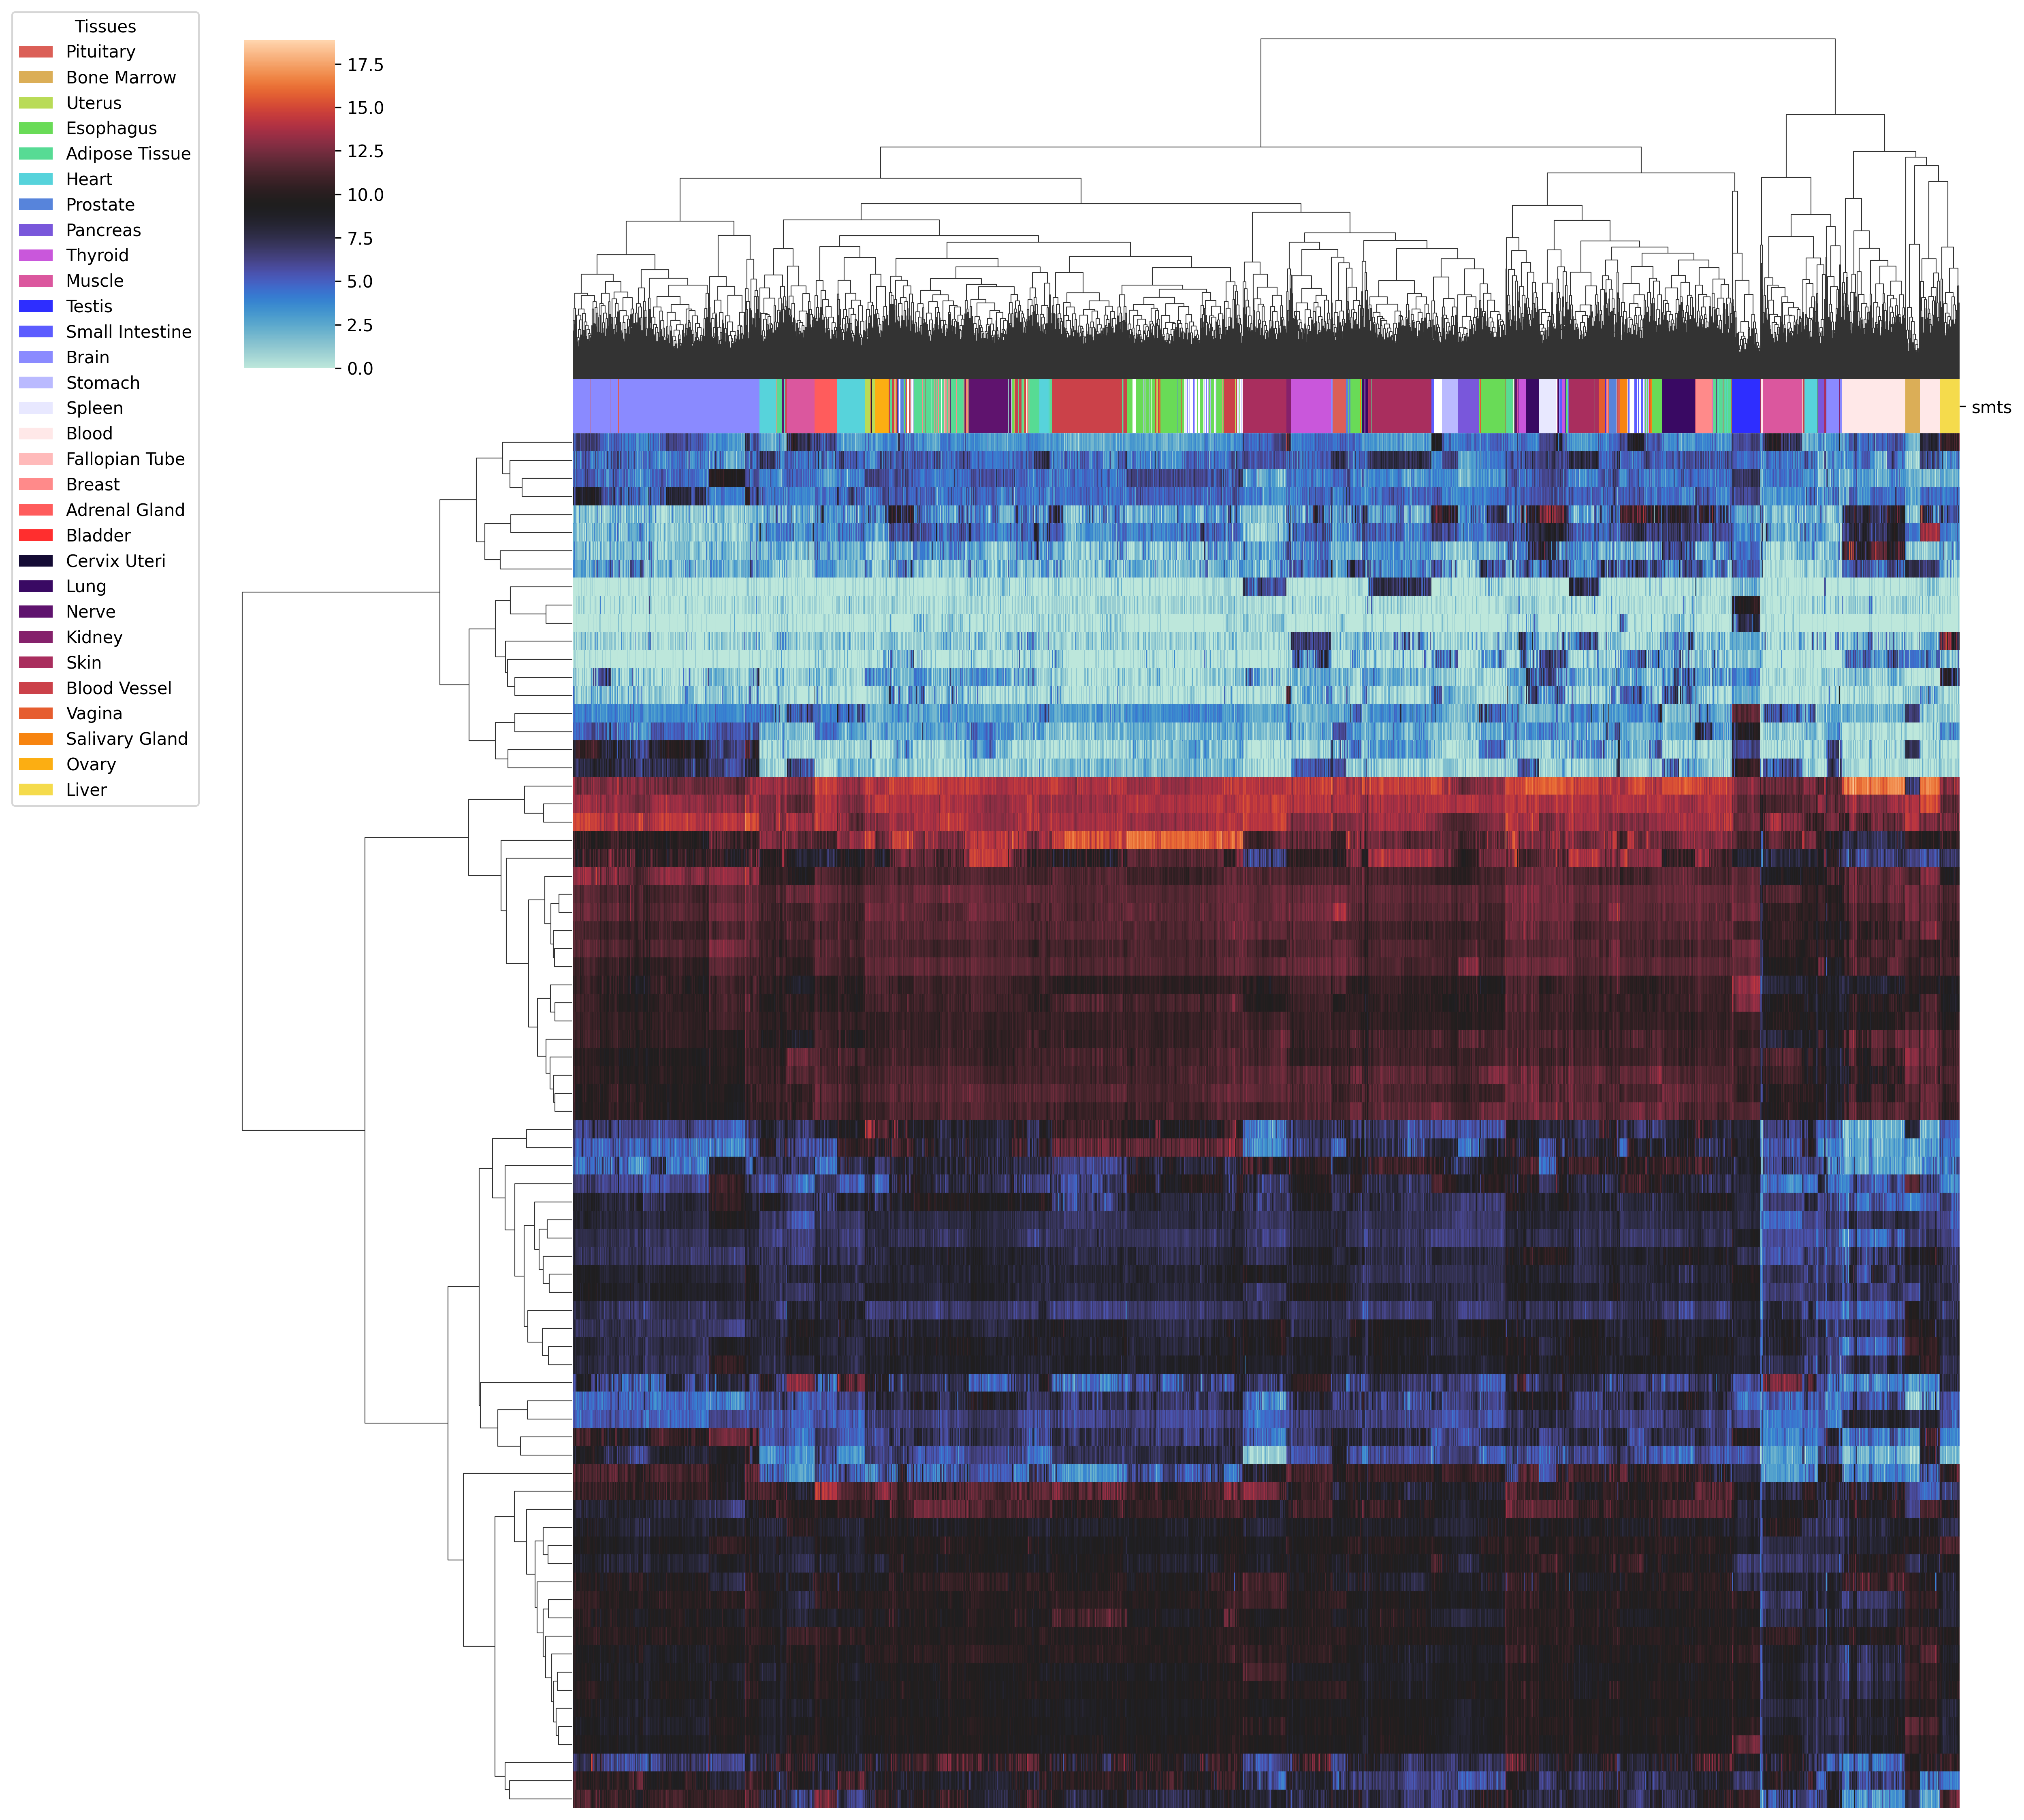 Tissues
Pituitary
Bone Marrow
Uterus
Esophagus
Adipose Tissue
Heart
Prostate
Pancreas
Thyroid
Muscle
Testis
Small Intestine
Brain
Stomach
Spleen
Blood
Fallopian Tube
Breast
Adrenal Gland
Bladder
Cervix Uteri
Lung
Nerve
Kidney
Skin
Blood Vessel
Vagina
Salivary Gland
Ovary
Liver
17.5
15.0
12.5
10.0
7.5
5.0
2.5
0.0
smts